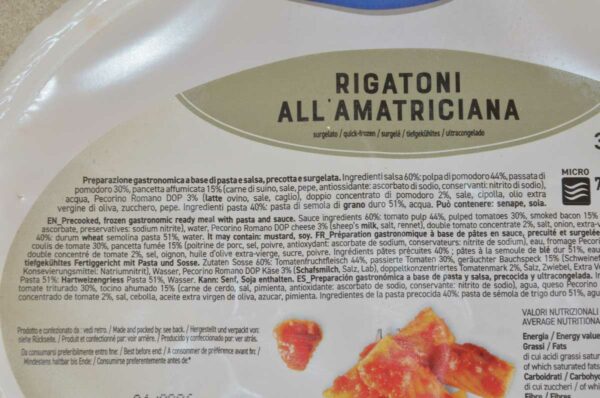 RIGATONI
ALL'AMATRICIANA
surgelato / quick-frozen / surgelé / tiefgekühltes / ultracongelado
Preparazione gastronomica a base di pasta e salsa, precotta e surgelata. Ingredienti salsa 60%: polpa di pomodoro 44%, passata di
pomodoro 30%, pancetta affumicata 15% (carne di suino, sale, pepe, antiossidante: ascorbato di sodio, conservanti: nitrito di sodio),
acqua, Pecorino Romano DOP 3% (latte ovino, sale, caglio), doppio concentrato di pomodoro 2%, sale, cipolla, olio extra
vergine di oliva, zucchero, pepe. Ingredienti pasta 40%: pasta di semola di grano duro 51%, acqua. Può contenere: senape, soia.
EN_Precooked, frozen gastronomic ready meal with pasta and sauce. Sauce ingredients 60%: tomato pulp 44%, pulped tomatoes 30%, smoked bacon 15%
ascorbate, preservatives: sodium nitrite), water, Pecorino Romano DOP cheese 3% (sheep's milk, salt, rennet), double tomato concentrate 2%, salt, onion, extra-v
40%: durum wheat semolina pasta 51%, water. It may contain: mustard, soy. FR_Préparation gastronomique à base de pâtes en sauce, précuite et surgelée
coulis de tomate 30%, pancetta fumée 15% (poitrine de porc, sel, poivre, antioxydant: ascorbate de sodium, conservateurs: nitrite de sodium), eau, fromage Pecor
double concentré de tomate 2%, sel, oignon, huile d'olive extra-vierge, sucre, poivre. Ingrédients pâtes précuites 40%; pâtes à la semoule de blé dur 51%, eau
tiefgekühltes Fertiggericht mit Pasta und Sosse. Zutaten Sosse 60%: Tomatenfruchtfleisch 44%, passierte Tomaten 30%, geräuchter Bauchspeck 15% (Schweinef
Konservierungsmittel: Natriumnitrit), Wasser, Pecorino Romano DOP Käse 3% (Schafsmilch, Salz, Lab), doppelkonzentriertes Tomatenmark 2%, Salz, Zwiebel, Extra V
Pasta 51%: Hartweizengriess Pasta 51%, Wasser. Kann: Senf, Soja enthalten. ES_Preparación gastronómica a base de pasta y salsa, precocida y ultracongelada. In
tomate triturado 30%, tocino ahumado 15% (carne de cerdo, sal, pimienta, antioxidante: ascorbato de sodio, conservante: nitrito de sodio), agua, queso Pecorino
concentrado de tomate 2%, sal, cebolla, aceite extra virgen de oliva, azúcar, pimienta. Ingredientes de la pasta precocida 40%: pasta de sémola de trigo duro 51%, agua
MICRO
7
3
Prodotto e confezionato da: vedi retro. / Made and packed by: see back. / Hergestellt und verpackt von:
siehe Rückseite. / Produit et confectionné par: voir arrière. / Producido y confeccionado por: ver atrás.
Da consumarsi preferibilmente entro fine: / Best before end: / A consommer de préférence avant fin: /
Mindestens haltbar bis Ende: / Consumirse preferentemente antes de:
VALORI NUTRIZIONALI
AVERAGE NUTRITIONA
Energia / Energy value
Grassi / Fats
di cui acidi grassi satur
of which saturated fats
Carboidrati / Carbohyd
di cui zuccheri / of whic
Fibre / Fibres